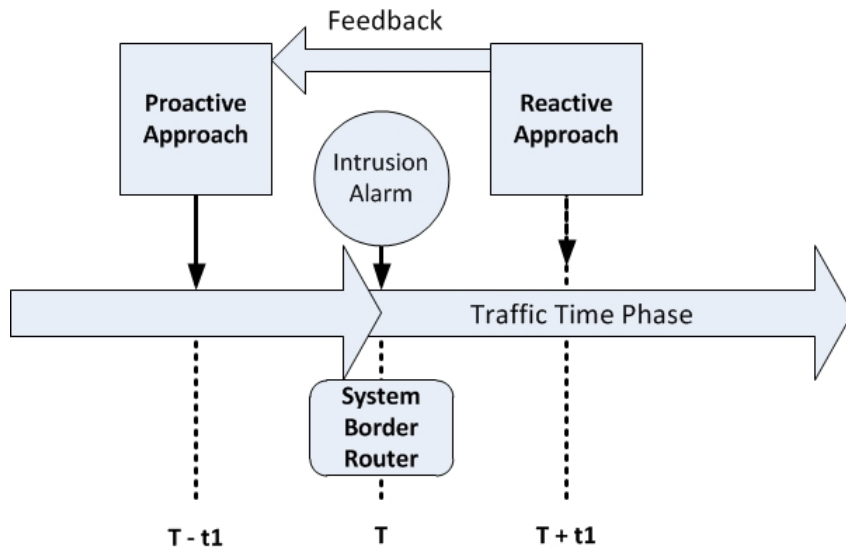 Feedback
Proactive
Approach
Reactive
Approach
Intrusion
Alarm
Traffic Time Phase
System
Border
Router
T - t1
T
T + t1